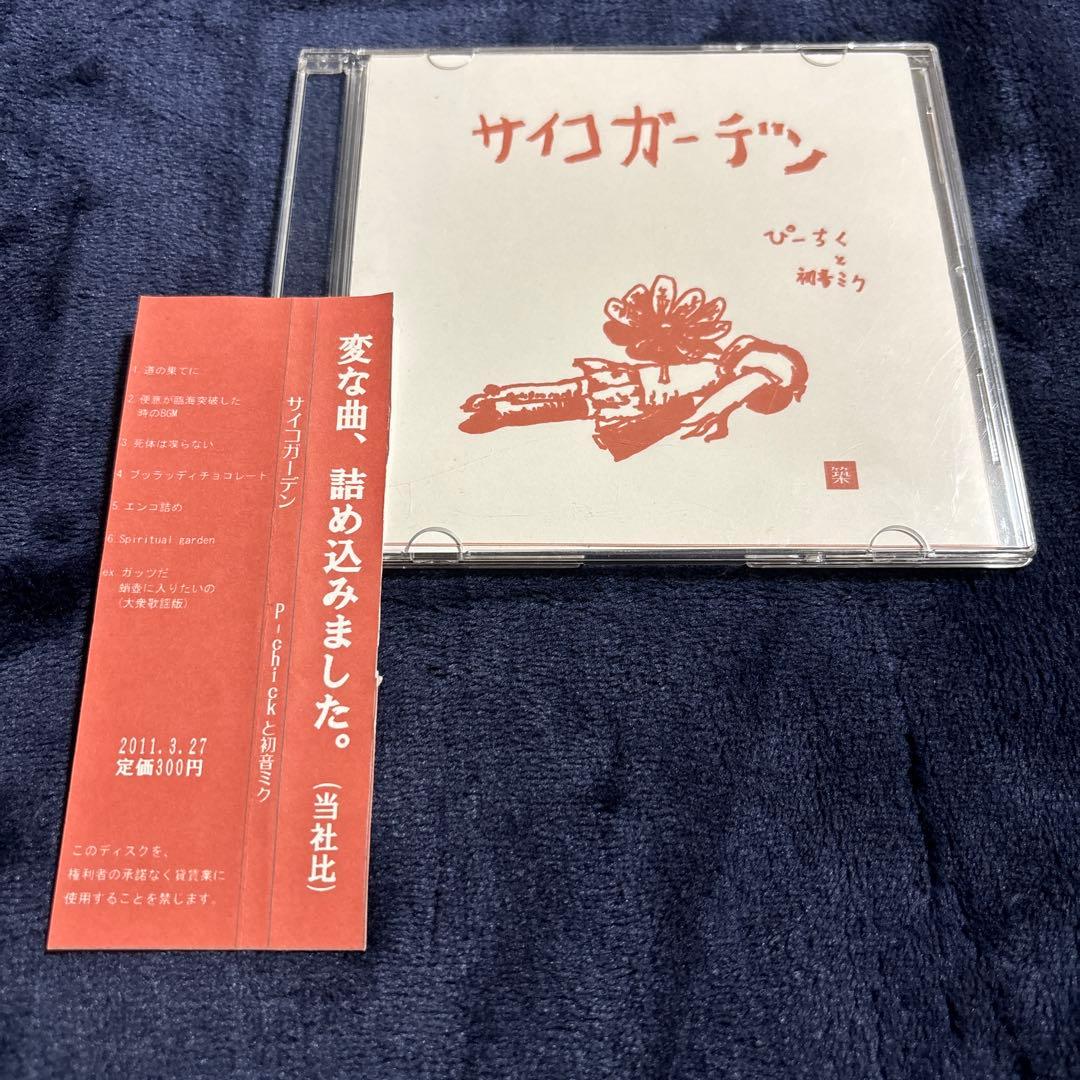 サイコガーデン
ぴーちく
と
初音ミク
築
変な曲、詰め込みました。(当社比)
サイコガーデン P-chickと初音ミク
1. 道の果てに
2. 便意が臨海突破した
時のBGM
3. 死体は喋らない
4. ブッラッディチョコレート
5. エンコ詰め
6. Spiritual garden
ex. ガッツだ
蛸壺に入りたいの
(大衆歌謡版)
2011.3.27
定価300円
このディスクを、
権利者の承諾なく貸賃業に
使用することを禁じます。